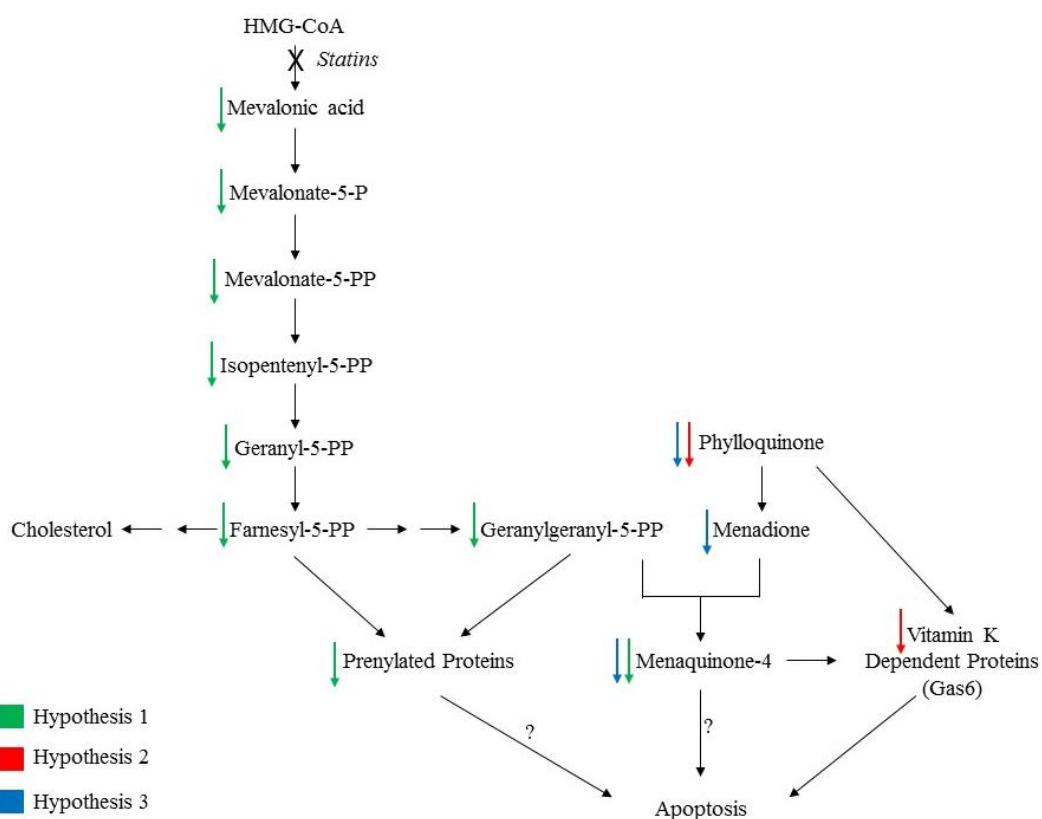 HMG-CoA
X Statins
Mevalonic acid
Mevalonate-5-P
Mevalonate-5-PP
Isopentenyl-5-PP
Geranyl-5-PP
Phylloquinone
Cholesterol
Farnesyl-5-PP
Geranylgeranyl-5-PP
Menadione
Prenylated Proteins
Menaquinone-4
Vitamin K
Dependent Proteins
(Gas6)
Hypothesis 1
Hypothesis 2
Hypothesis 3
?
?
Apoptosis